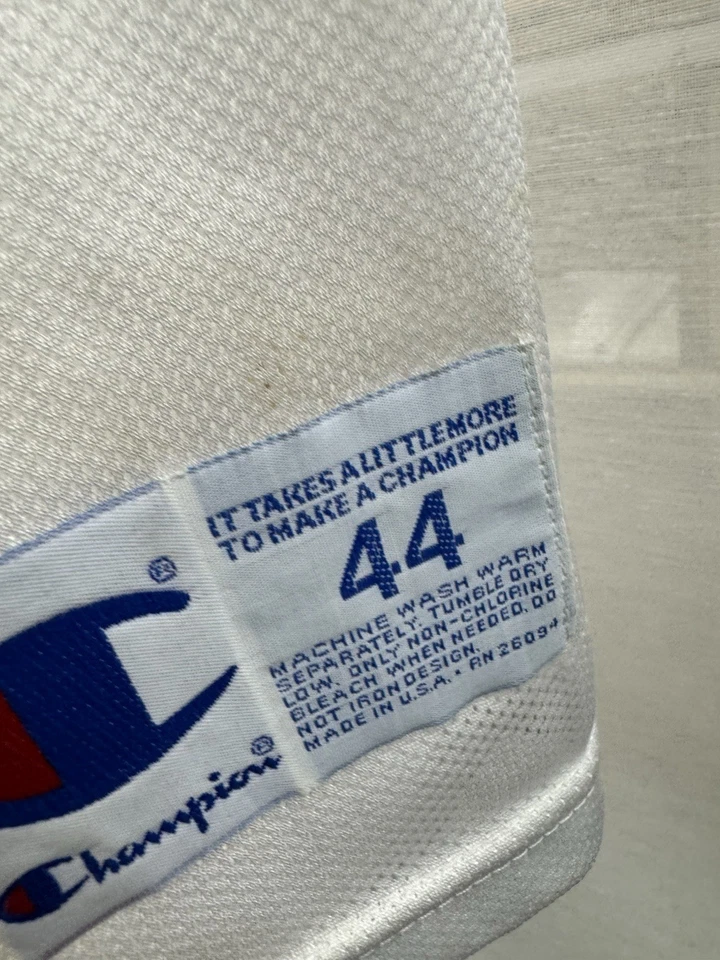 IT TAKES A LITTLE MORE
TO MAKE A CHAMPION
44
MACHINE WASH WARM
SEPARATELY. TUMBLE DRY
LOW. ONLY NON-CHLORINE
BLEACH WHEN NEEDED. DO
NOT IRON DESIGN.
MADE IN U.S.A. • RN 26094
®
Champion®